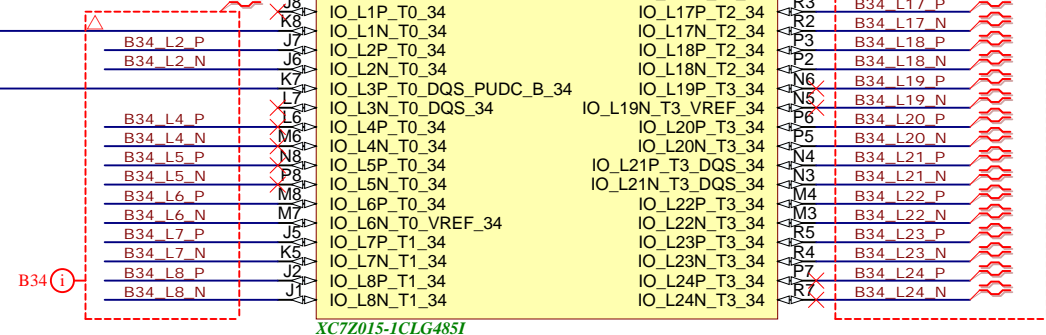 J8 IO_L1P_T0_34 IO_L17P_T2_34 R3 B34_L17_P
K8 IO_L1N_T0_34 IO_L17N_T2_34 R2 B34_L17_N
B34_L2_P J7 IO_L2P_T0_34 IO_L18P_T2_34 P3 B34_L18_P
B34_L2_N J6 IO_L2N_T0_34 IO_L18N_T2_34 P2 B34_L18_N
K7 IO_L3P_T0_DQS_PUDC_B_34 IO_L19P_T3_34 N6 B34_L19_P
L7 IO_L3N_T0_DQS_34 IO_L19N_T3_VREF_34 N5 B34_L19_N
B34_L4_P L6 IO_L4P_T0_34 IO_L20P_T3_34 P6 B34_L20_P
B34_L4_N M6 IO_L4N_T0_34 IO_L20N_T3_34 P5 B34_L20_N
B34_L5_P N8 IO_L5P_T0_34 IO_L21P_T3_DQS_34 N4 B34_L21_P
B34_L5_N P8 IO_L5N_T0_34 IO_L21N_T3_DQS_34 N3 B34_L21_N
B34_L6_P M8 IO_L6P_T0_34 IO_L22P_T3_34 M4 B34_L22_P
B34_L6_N M7 IO_L6N_T0_VREF_34 IO_L22N_T3_34 M3 B34_L22_N
B34_L7_P J5 IO_L7P_T1_34 IO_L23P_T3_34 R5 B34_L23_P
B34_L7_N K5 IO_L7N_T1_34 IO_L23N_T3_34 R4 B34_L23_N
B34 i B34_L8_P J2 IO_L8P_T1_34 IO_L24P_T3_34 P7 B34_L24_P
B34_L8_N J1 IO_L8N_T1_34 IO_L24N_T3_34 R7 B34_L24_N
XC7Z015-1CLG485I